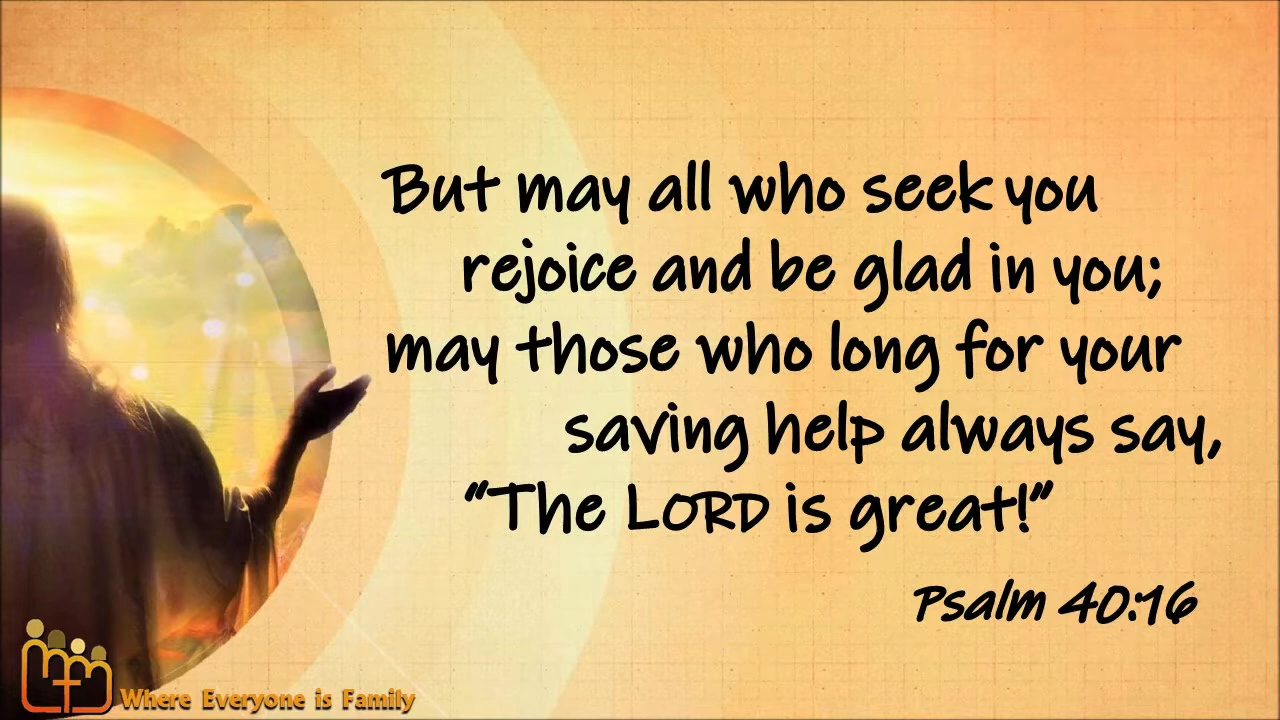 But may all who seek you
rejoice and be glad in you;
may those who long for your
saving help always say,
“The LORD is great!”
Psalm 40:16
Where Everyone is Family